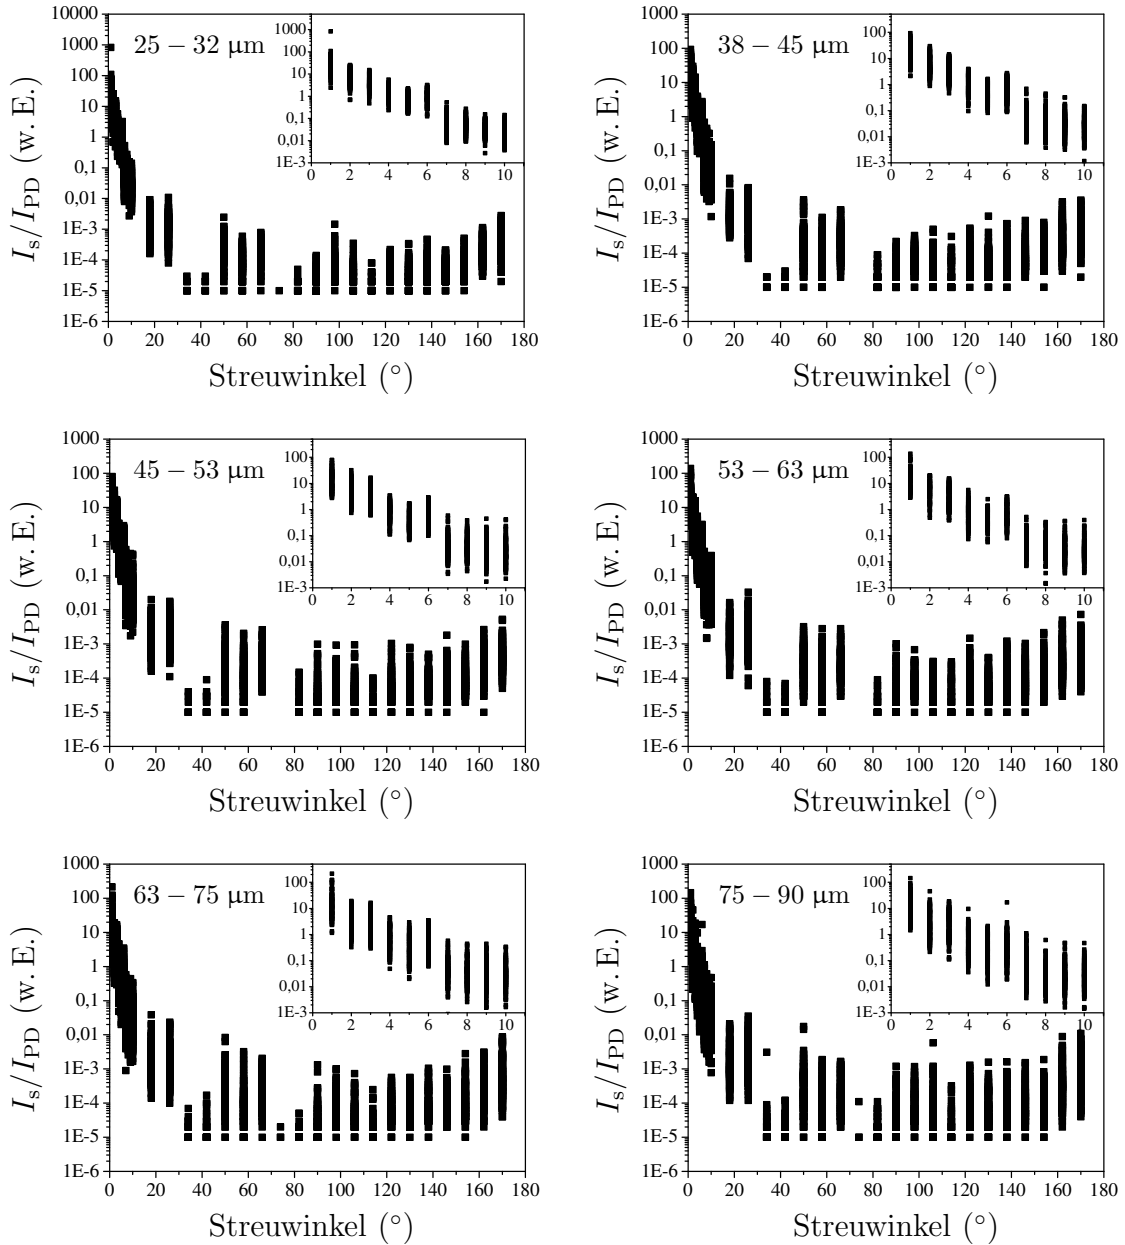 25 – 32 µm
I_s/I_PD (w. E.)
10000
1000
100
10
1
0,1
0,01
1E-3
1E-4
1E-5
1E-6
0 20 40 60 80 100 120 140 160 180
Streuwinkel (°)
1000
100
10
1
0,1
0,01
1E-3
0 2 4 6 8 10
38 – 45 µm
I_s/I_PD (w. E.)
1000
100
10
1
0,1
0,01
1E-3
1E-4
1E-5
1E-6
0 20 40 60 80 100 120 140 160 180
Streuwinkel (°)
100
10
1
0,1
0,01
1E-3
0 2 4 6 8 10
45 – 53 µm
I_s/I_PD (w. E.)
1000
100
10
1
0,1
0,01
1E-3
1E-4
1E-5
1E-6
0 20 40 60 80 100 120 140 160 180
Streuwinkel (°)
100
10
1
0,1
0,01
1E-3
0 2 4 6 8 10
53 – 63 µm
I_s/I_PD (w. E.)
1000
100
10
1
0,1
0,01
1E-3
1E-4
1E-5
1E-6
0 20 40 60 80 100 120 140 160 180
Streuwinkel (°)
100
10
1
0,1
0,01
1E-3
0 2 4 6 8 10
63 – 75 µm
I_s/I_PD (w. E.)
1000
100
10
1
0,1
0,01
1E-3
1E-4
1E-5
1E-6
0 20 40 60 80 100 120 140 160 180
Streuwinkel (°)
100
10
1
0,1
0,01
1E-3
0 2 4 6 8 10
75 – 90 µm
I_s/I_PD (w. E.)
1000
100
10
1
0,1
0,01
1E-3
1E-4
1E-5
1E-6
0 20 40 60 80 100 120 140 160 180
Streuwinkel (°)
100
10
1
0,1
0,01
1E-3
0 2 4 6 8 10